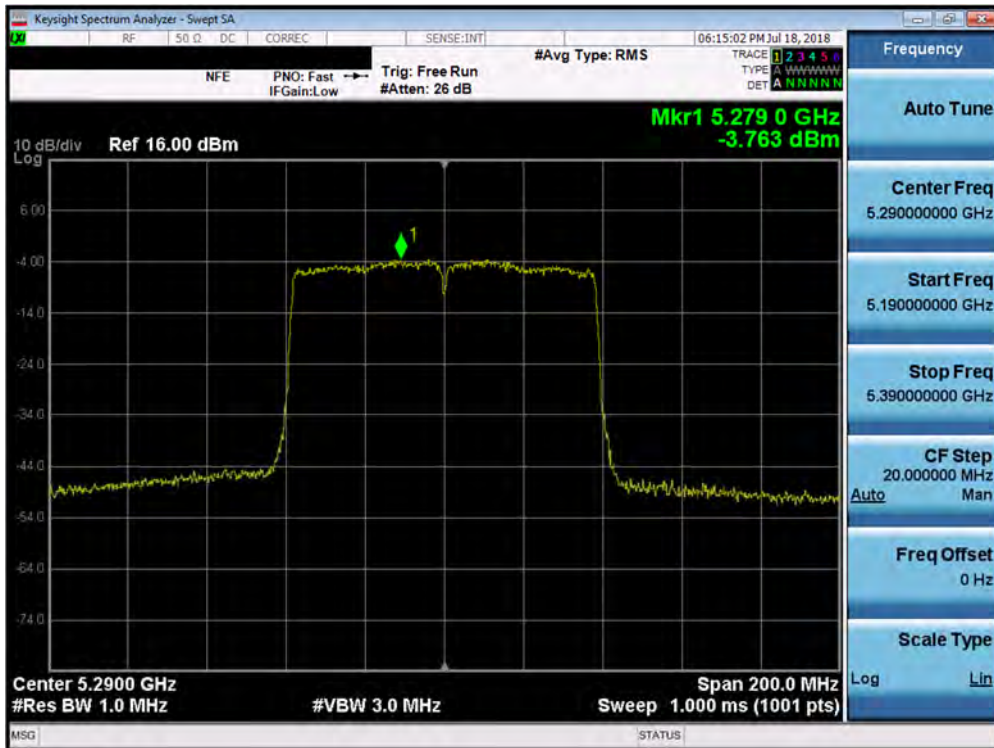 Keysight Spectrum Analyzer - Swept SA
LXI RF 50 Ω DC CORREC SENSE:INT 06:15:02 PM Jul 18, 2018
NFE PNO: Fast Trig: Free Run #Avg Type: RMS TRACE 1 2 3 4 5 6
IFGain:Low #Atten: 26 dB TYPE A WWWWW
DET A N N N N N
Mkr1 5.279 0 GHz
-3.763 dBm
10 dB/div Ref 16.00 dBm
Log
1
6.00
-4.00
-14.0
-24.0
-34.0
-44.0
-54.0
-64.0
-74.0
Center 5.2900 GHz Span 200.0 MHz
#Res BW 1.0 MHz #VBW 3.0 MHz Sweep 1.000 ms (1001 pts)
MSG STATUS
Frequency
Auto Tune
Center Freq
5.290000000 GHz
Start Freq
5.190000000 GHz
Stop Freq
5.390000000 GHz
CF Step
20.000000 MHz
Auto Man
Freq Offset
0 Hz
Scale Type
Log Lin